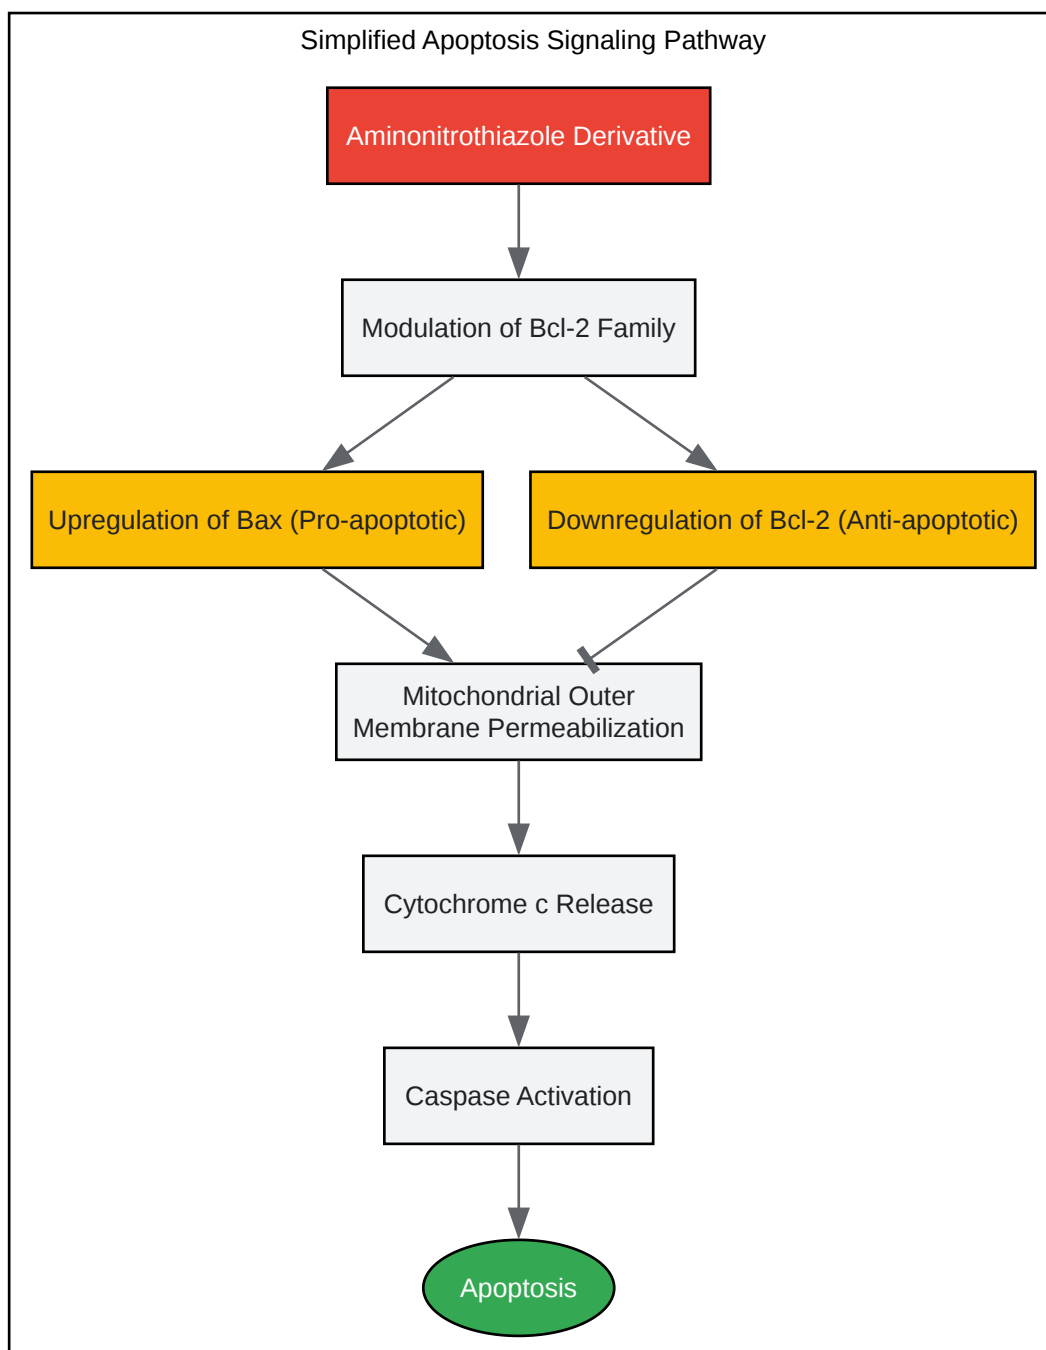 Simplified Apoptosis Signaling Pathway
Aminonitrothiazole Derivative
Modulation of Bcl-2 Family
Upregulation of Bax (Pro-apoptotic)
Downregulation of Bcl-2 (Anti-apoptotic)
Mitochondrial Outer
Membrane Permeabilization
Cytochrome c Release
Caspase Activation
Apoptosis